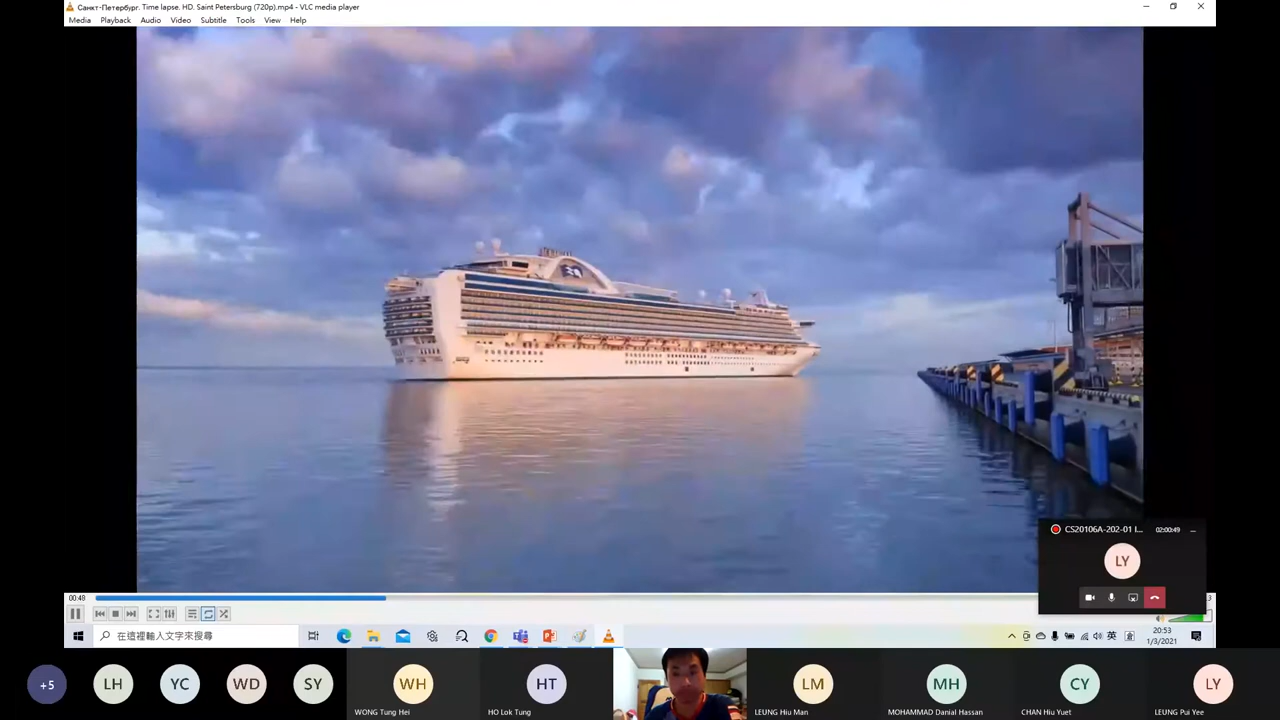 Санкт-Петербург. Time lapse. HD. Saint Petersburg (720p).mp4 - VLC media player
Media Playback Audio Video Subtitle Tools View Help
CS20106A-202-01 I... 02:00:49
LY
00:48
在這裡輸入文字來搜尋
英
20:53
1/3/2021
+5 LH YC WD SY WH HT LM MH CY LY
WONG Tung Hei HO Lok Tung LEUNG Hiu Man MOHAMMAD Danial Hassan CHAN Hiu Yuet LEUNG Pui Yee